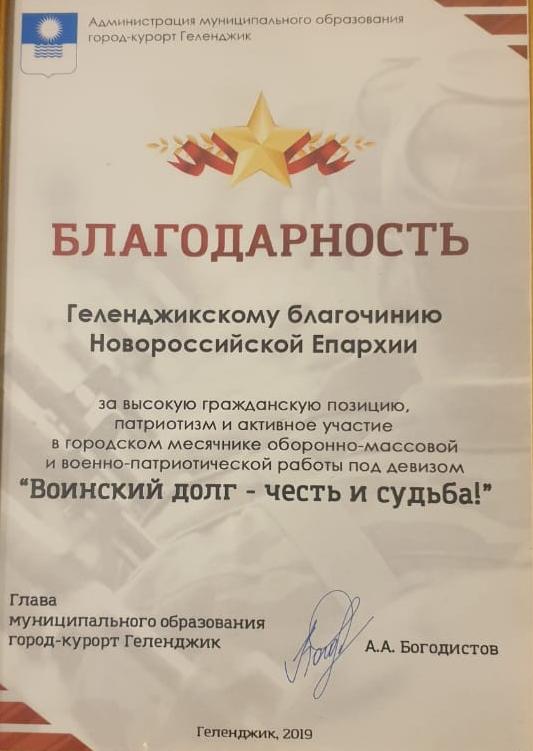 Администрация муниципального образования
город-курорт Геленджик
БЛАГОДАРНОСТЬ
Геленджикскому благочинию
Новороссийской Епархии
за высокую гражданскую позицию,
патриотизм и активное участие
в городском месячнике оборонно-массовой
и военно-патриотической работы под девизом
“Воинский долг - честь и судьба!”
Глава
муниципального образования
город-курорт Геленджик
А.А. Богодистов
Геленджик, 2019